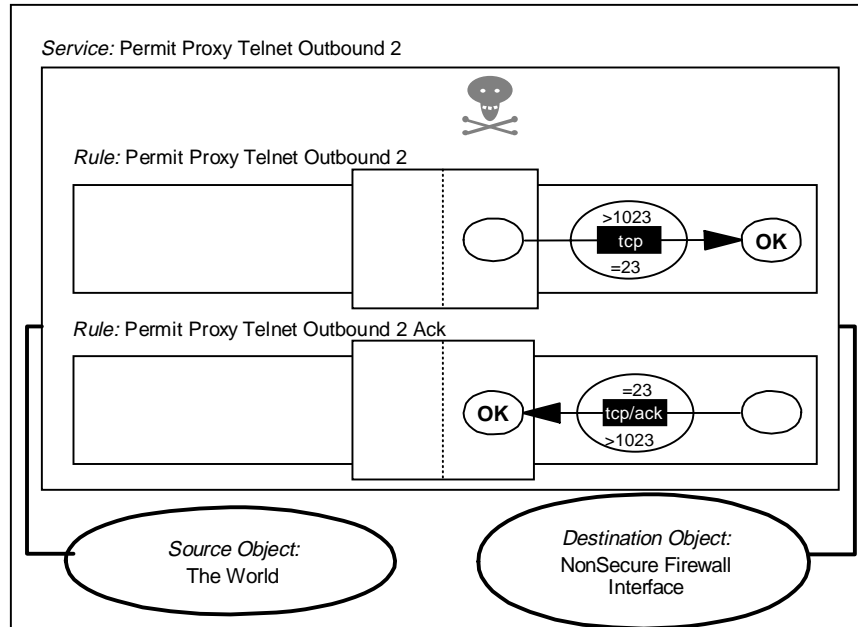 Service: Permit Proxy Telnet Outbound 2
Rule: Permit Proxy Telnet Outbound 2
>1023
tcp
=23
OK
Rule: Permit Proxy Telnet Outbound 2 Ack
OK
=23
tcp/ack
>1023
Source Object:
The World
Destination Object:
NonSecure Firewall
Interface